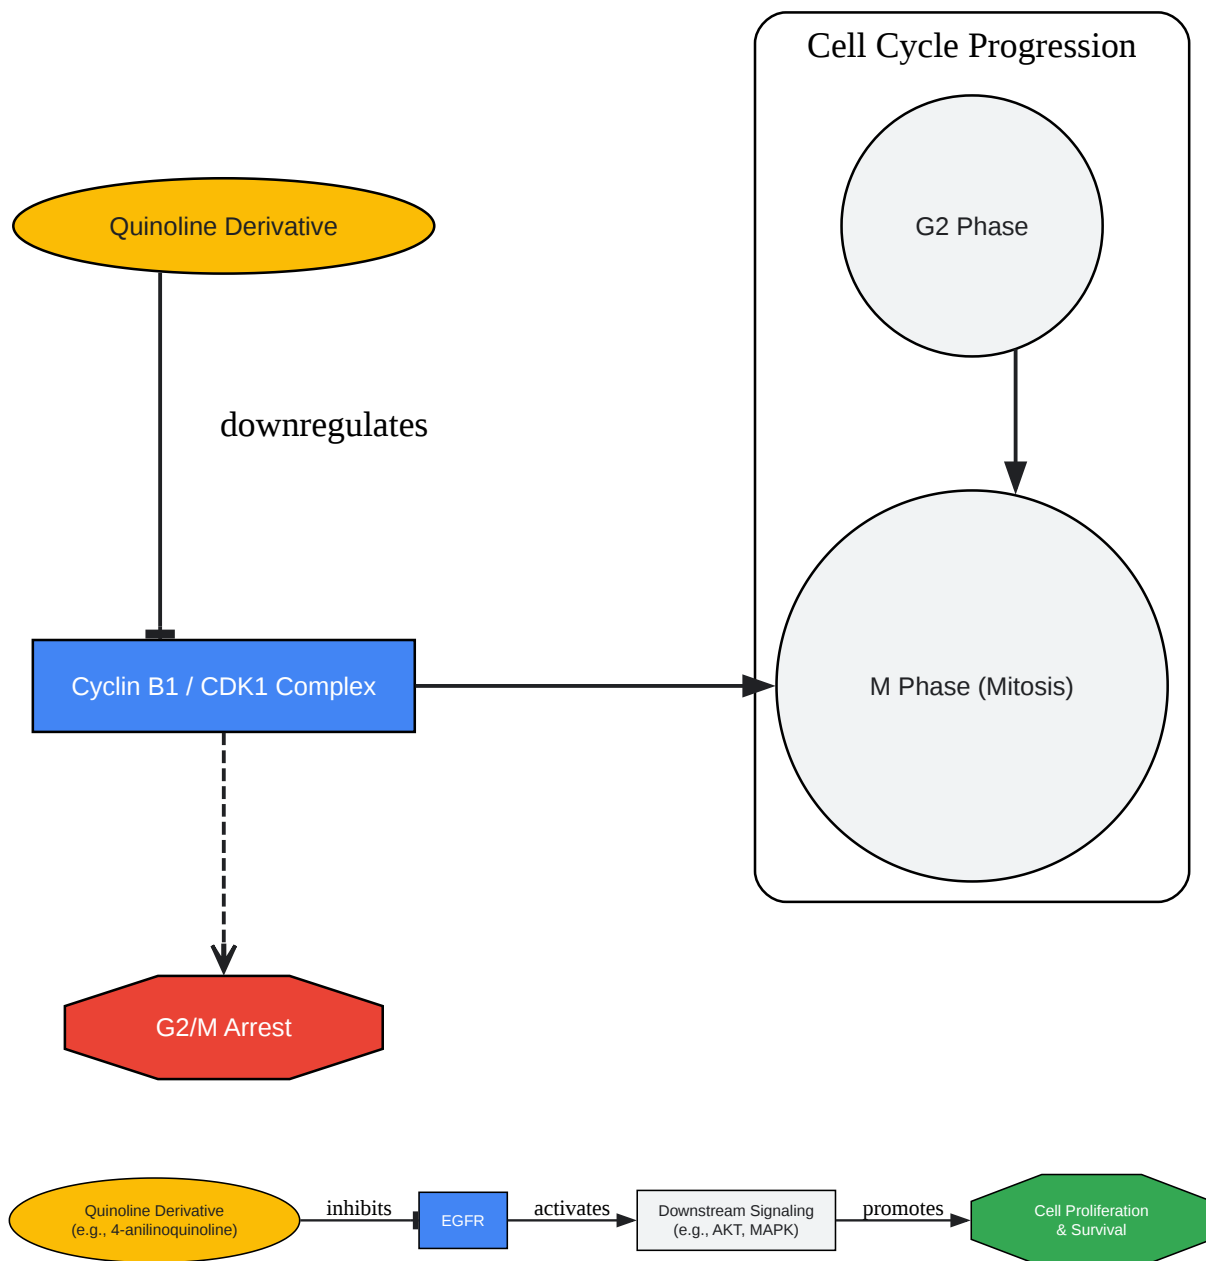 Cell Cycle Progression
Quinoline Derivative
G2 Phase
downregulates
Cyclin B1 / CDK1 Complex
M Phase (Mitosis)
G2/M Arrest
Quinoline Derivative
(e.g., 4-anilinoquinoline)
inhibits
EGFR
activates
Downstream Signaling
(e.g., AKT, MAPK)
promotes
Cell Proliferation
& Survival